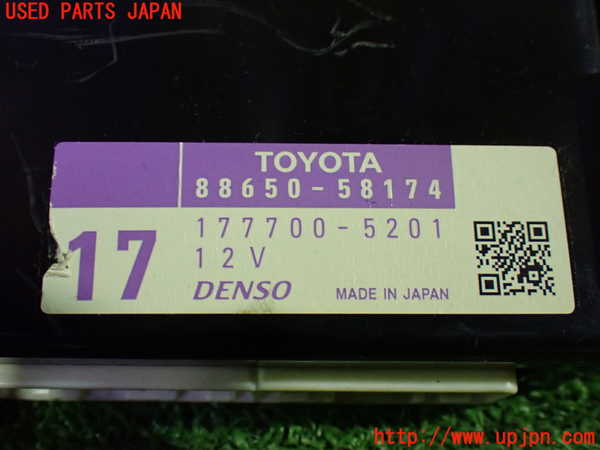 USED PARTS JAPAN
TOYOTA
88650-58174
17
177700-5201
12V
DENSO
MADE IN JAPAN
http://www.upjpn.com/